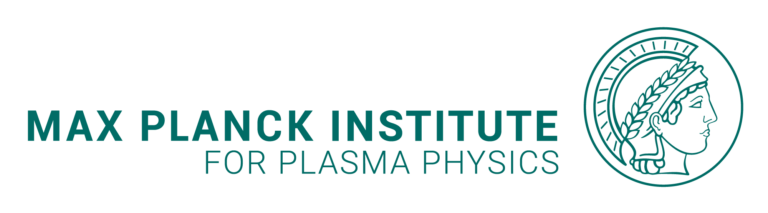 MAX PLANCK INSTITUTE
FOR PLASMA PHYSICS